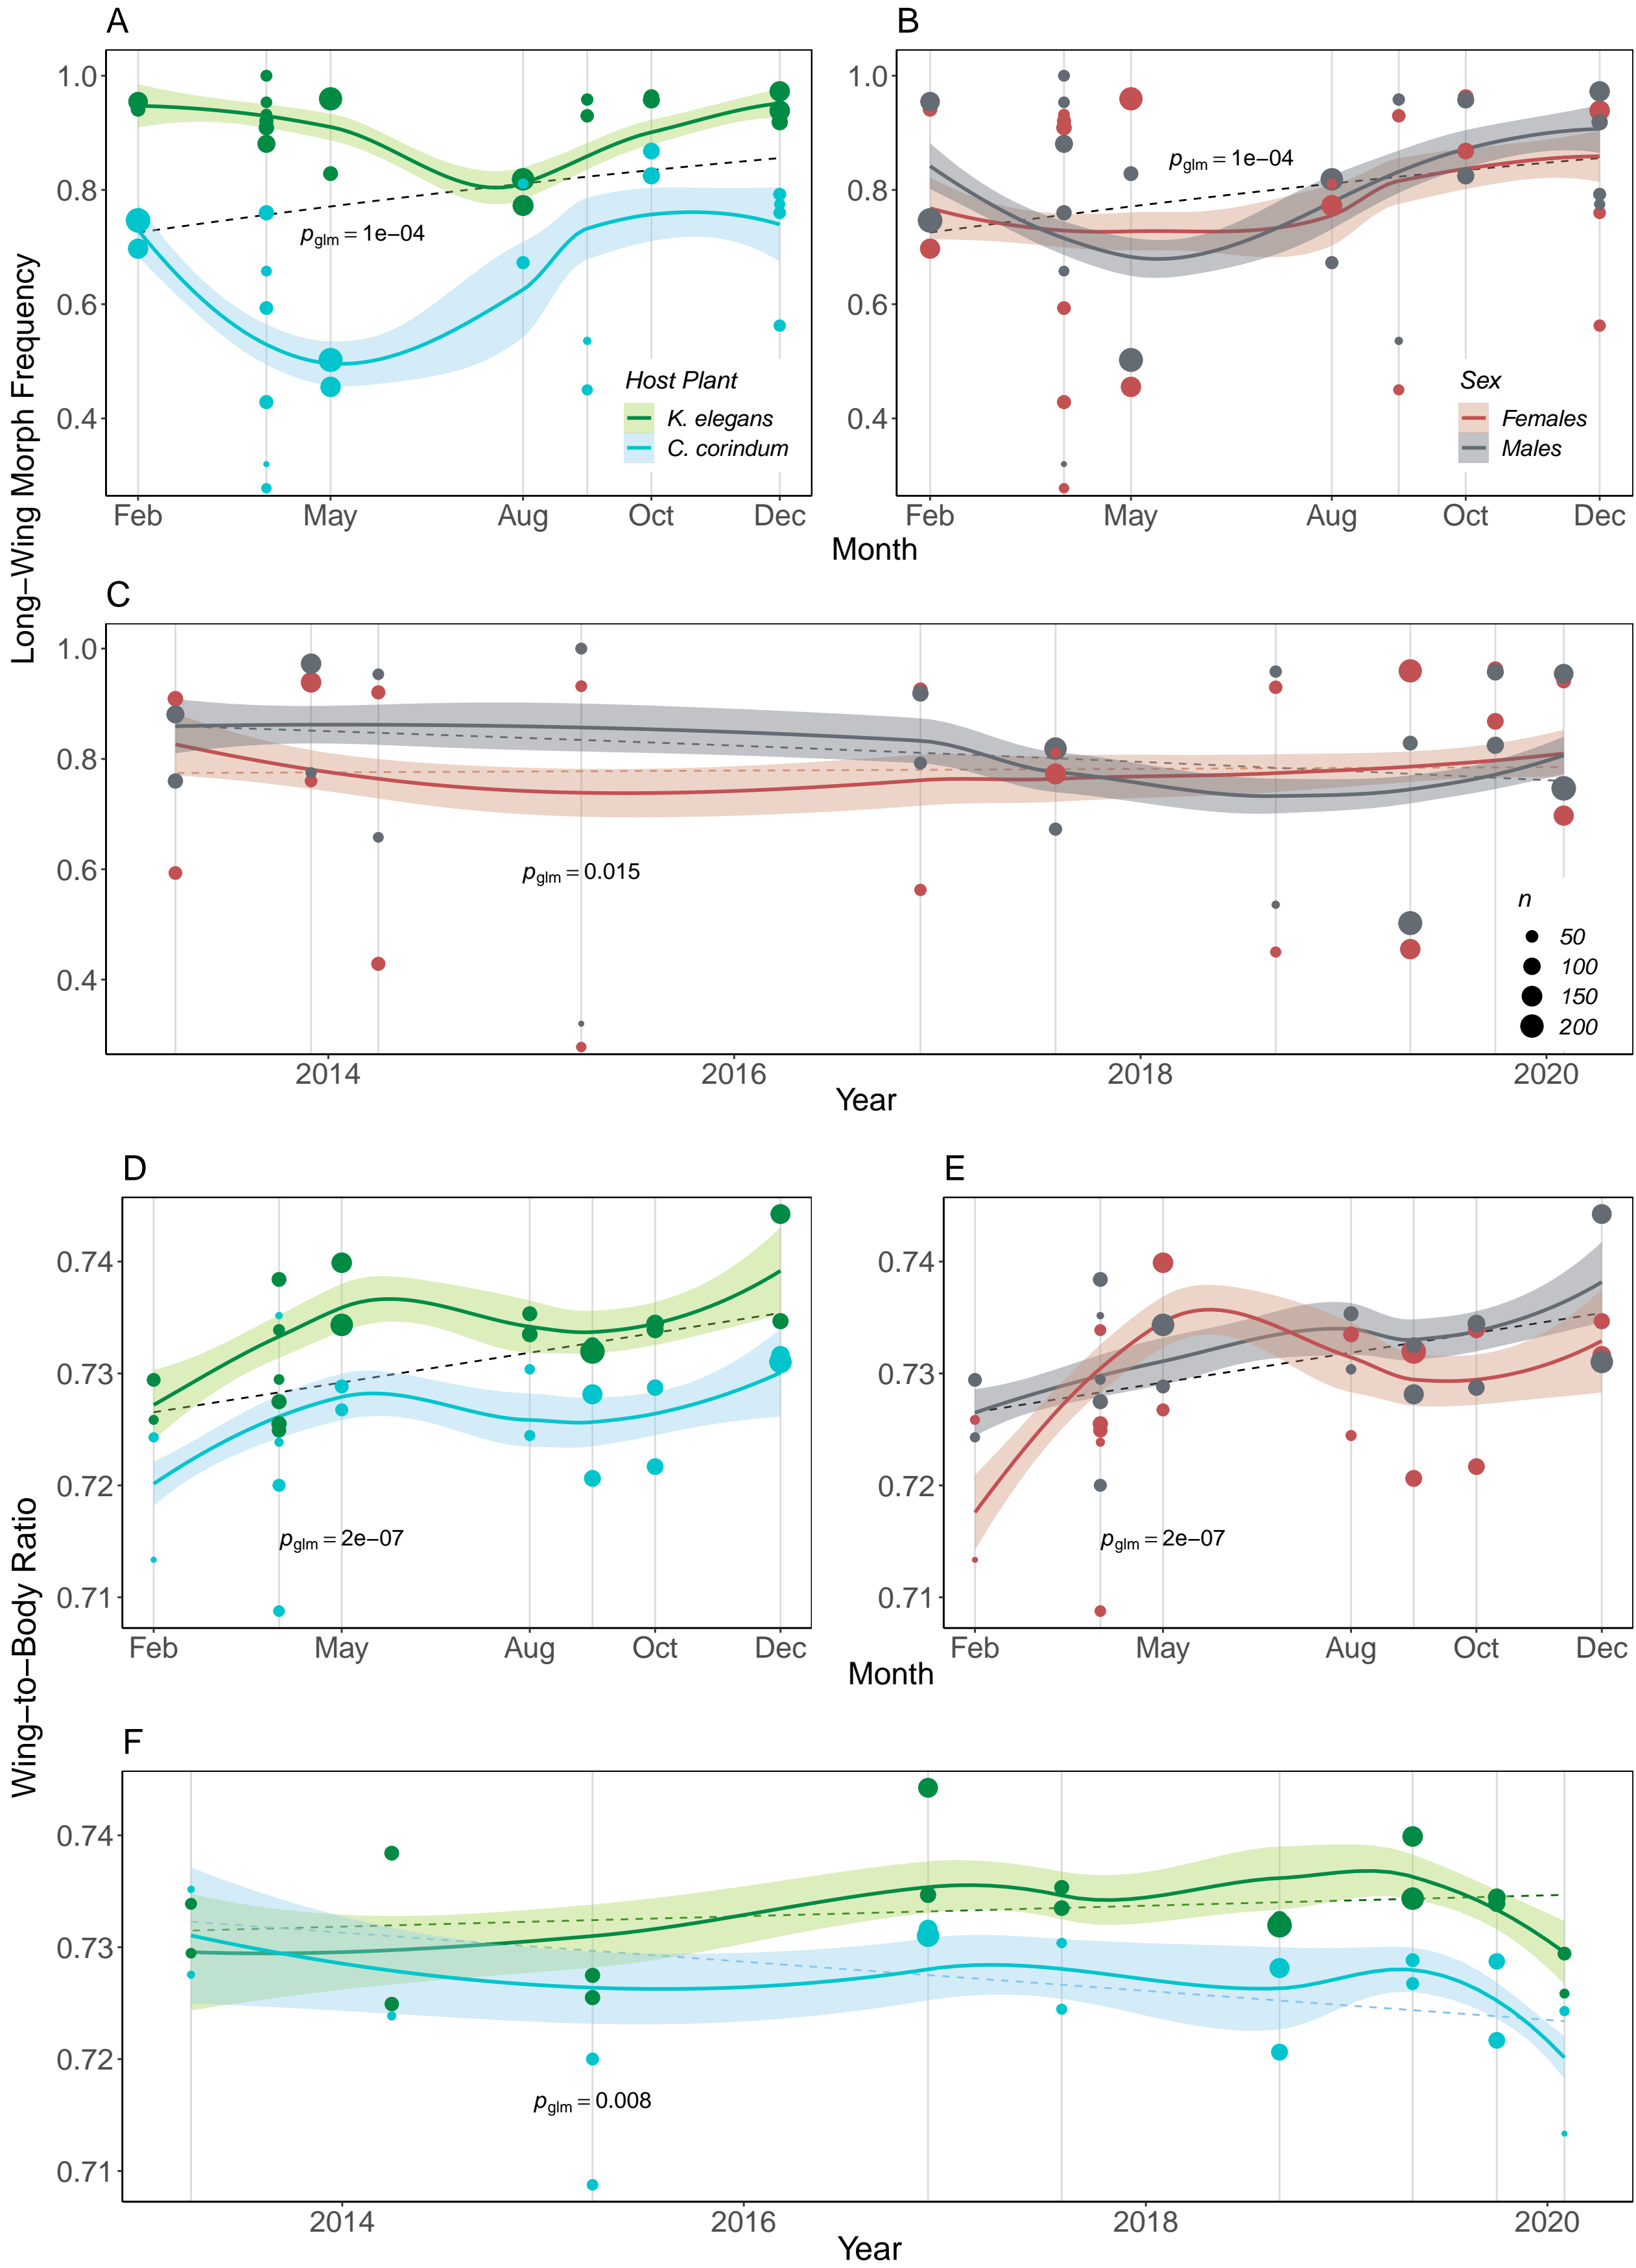 A
B
Long–Wing Morph Frequency
1.0
0.8
0.6
0.4
pglm = 1e−04
Host Plant
K. elegans
C. corindum
Feb
May
Aug
Oct
Dec
1.0
0.8
0.6
0.4
pglm = 1e−04
Sex
Females
Males
Feb
May
Aug
Oct
Dec
Month
C
1.0
0.8
0.6
0.4
pglm = 0.015
n
50
100
150
200
2014
2016
2018
2020
Year
D
E
Wing–to–Body Ratio
0.74
0.73
0.72
0.71
pglm = 2e−07
Feb
May
Aug
Oct
Dec
0.74
0.73
0.72
0.71
pglm = 2e−07
Feb
May
Aug
Oct
Dec
Month
F
0.74
0.73
0.72
0.71
pglm = 0.008
2014
2016
2018
2020
Year